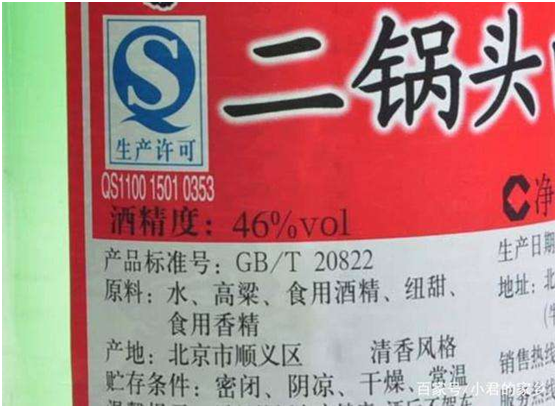 二锅头
生产许可
QS1100 1501 0353
净
酒精度：46%vol
生产日期
产品标准号：GB/T 20822
地址：北
原料：水、高粱、食用酒精、纽甜、
食用香精
产地：北京市顺义区 清香风格
销售热线
贮存条件：密闭、阴凉、干燥、常温
百家号/小君的家乡